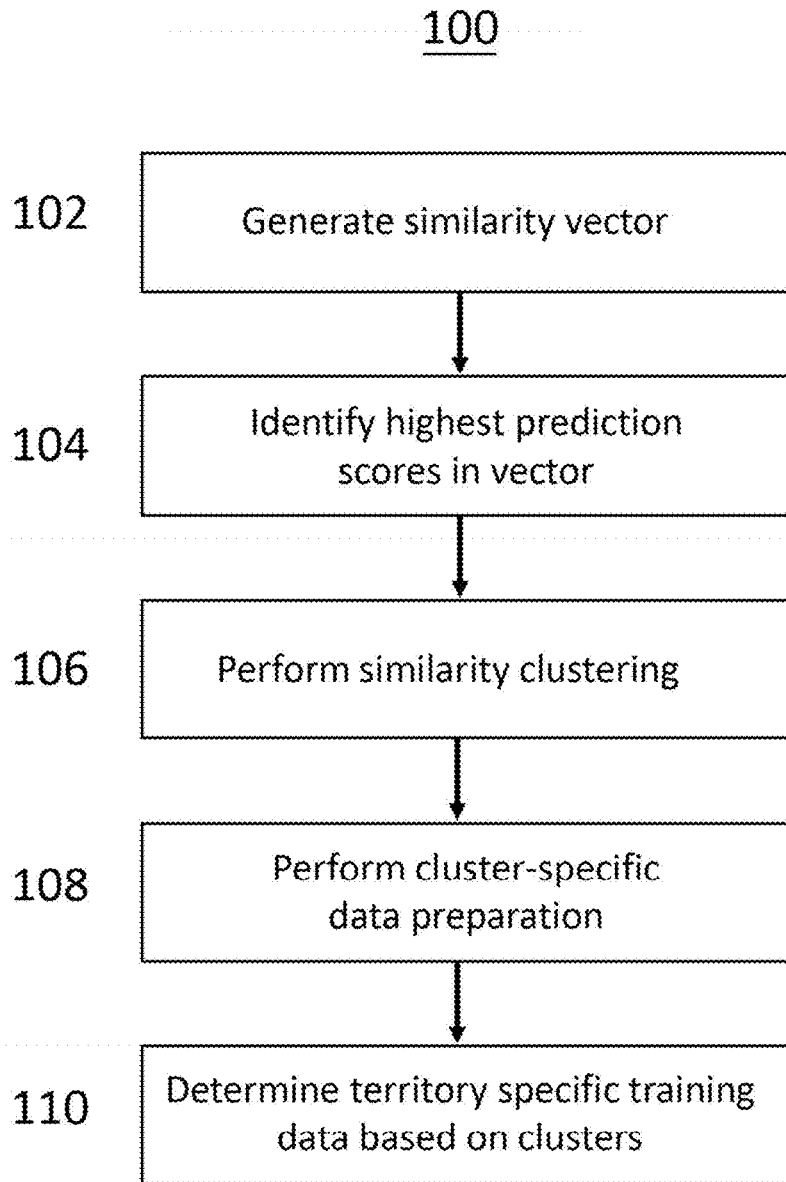 100
102
Generate similarity vector
104
Identify highest prediction
scores in vector
106
Perform similarity clustering
108
Perform cluster-specific
data preparation
110
Determine territory specific training
data based on clusters